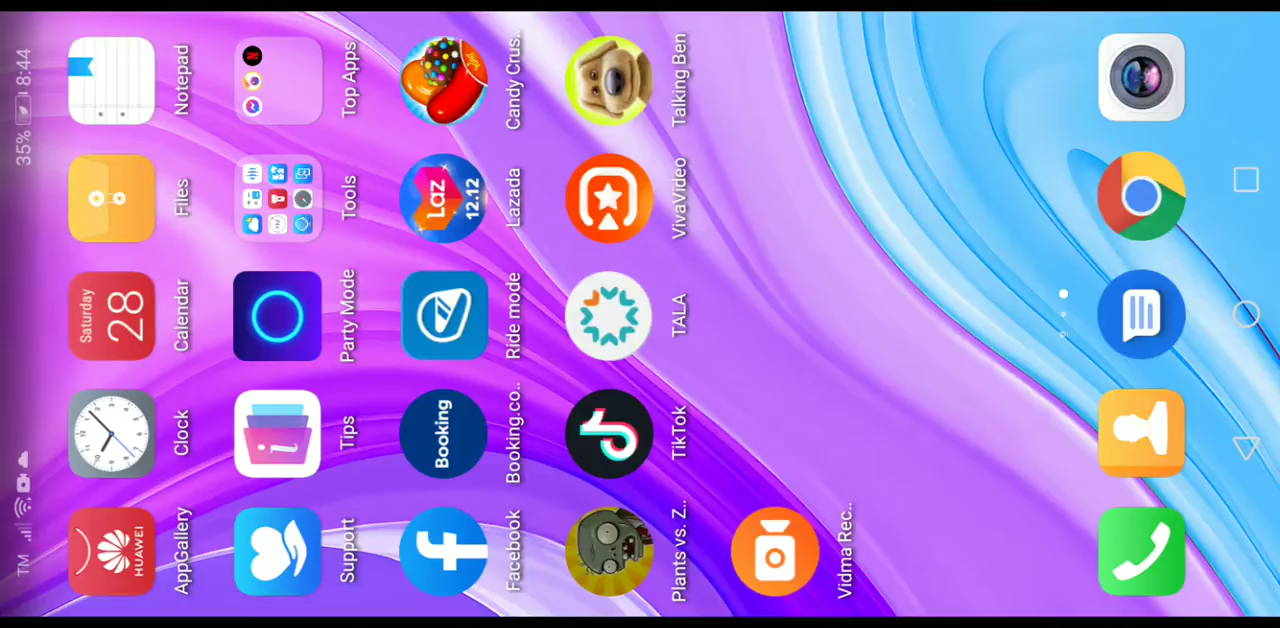 TM 35% 8:44
HUAWEI
Saturday
28
AppGallery Clock Calendar Files Notepad
Support Tips Party Mode Tools Top Apps
Booking
Laz
12.12
Facebook Booking.co.. Ride mode Lazada Candy Crus..
Plants vs. Z.. TikTok TALA VivaVideo Talking Ben
Vidma Rec..